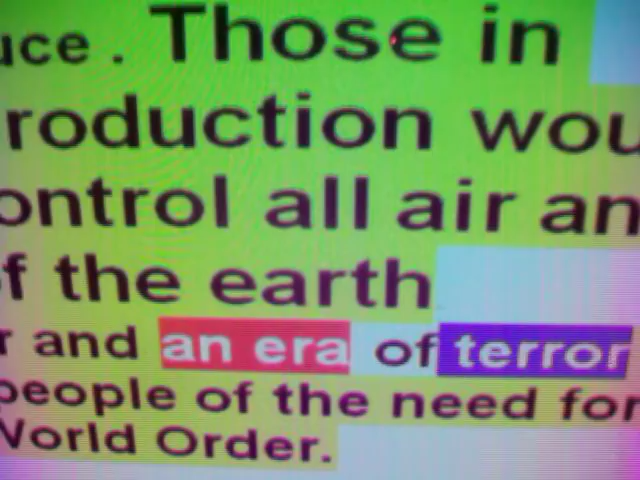 uce . Those in
roduction wou
ontrol all air an
f the earth
r and an era of terror
people of the need for
World Order.